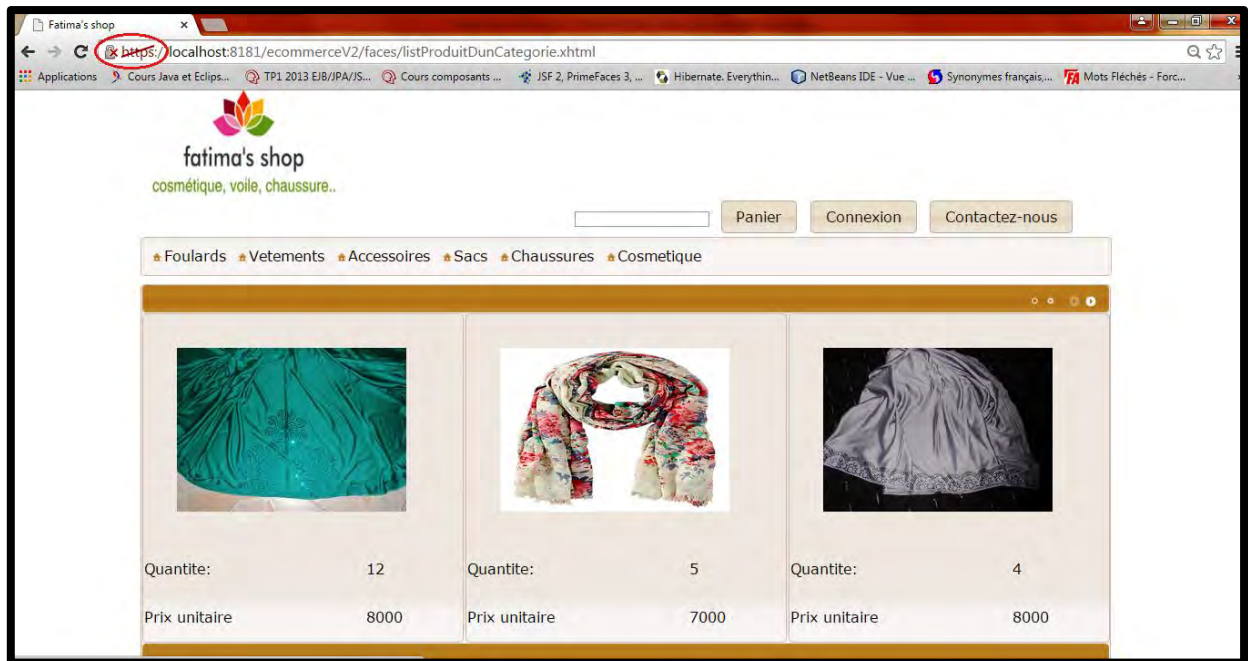 Fatima's shop
https://localhost:8181/ecommerceV2/faces/listProduitDunCategorie.xhtml
Applications Cours Java et Eclips... TP1 2013 EJB/JPA/JS... Cours composants ... JSF 2, PrimeFaces 3, ... Hibernate. Everythin... NetBeans IDE - Vue ... Synonymes français,... Mots Fléchés - Forc...
fatima's shop
cosmétique, voile, chaussure..
Panier Connexion Contactez-nous
Foulards Vetements Accessoires Sacs Chaussures Cosmetique
Quantite: 12 Quantite: 5 Quantite: 4
Prix unitaire 8000 Prix unitaire 7000 Prix unitaire 8000